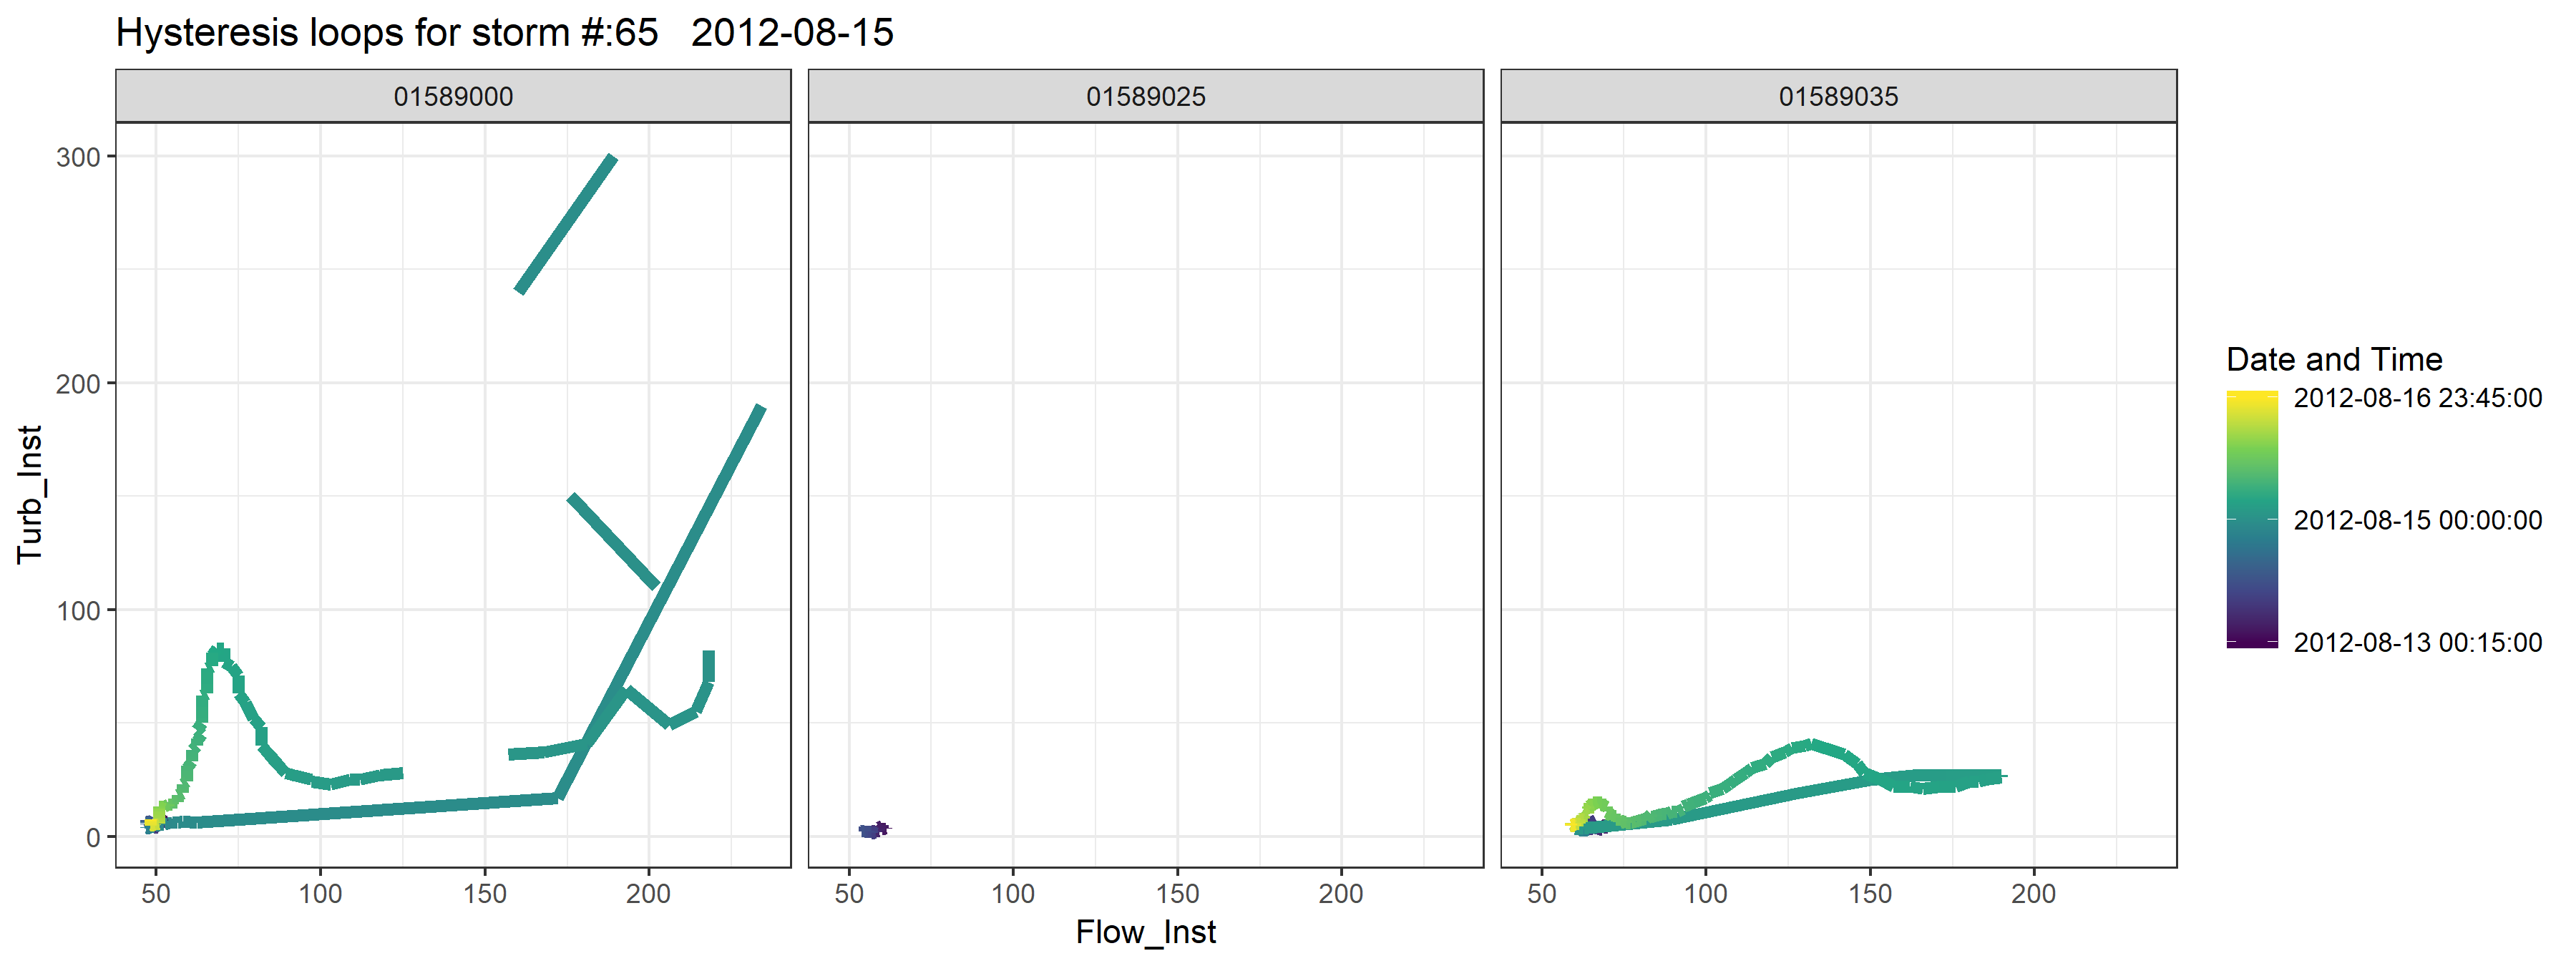 Hysteresis loops for storm #:65   2012-08-15
01589000
01589025
01589035
300
200
100
0
Turb_Inst
50 100 150 200
50 100 150 200
50 100 150 200
Flow_Inst
Date and Time
2012-08-16 23:45:00
2012-08-15 00:00:00
2012-08-13 00:15:00